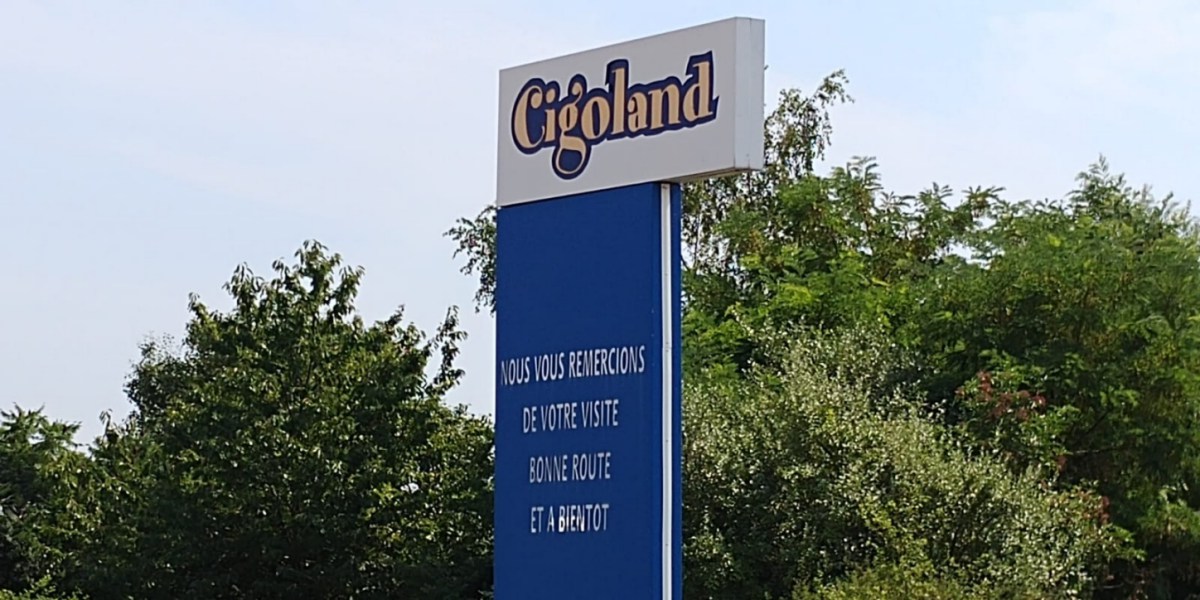 Cigoland
NOUS VOUS REMERCIONS
DE VOTRE VISITE
BONNE ROUTE
ET A BIENTOT